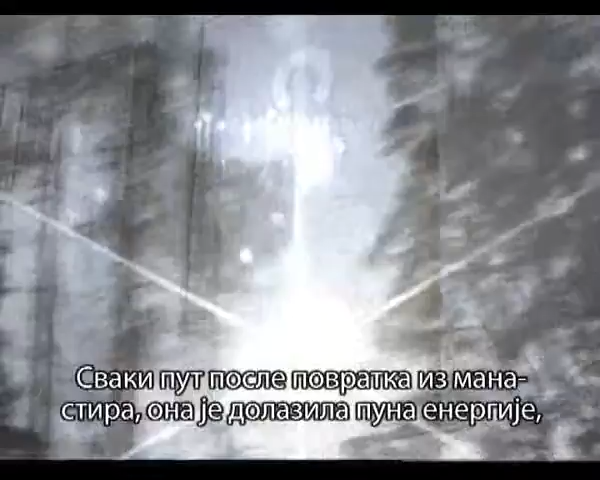 Сваки пут после повратка из мана-
стира, она је долазила пуна енергије,